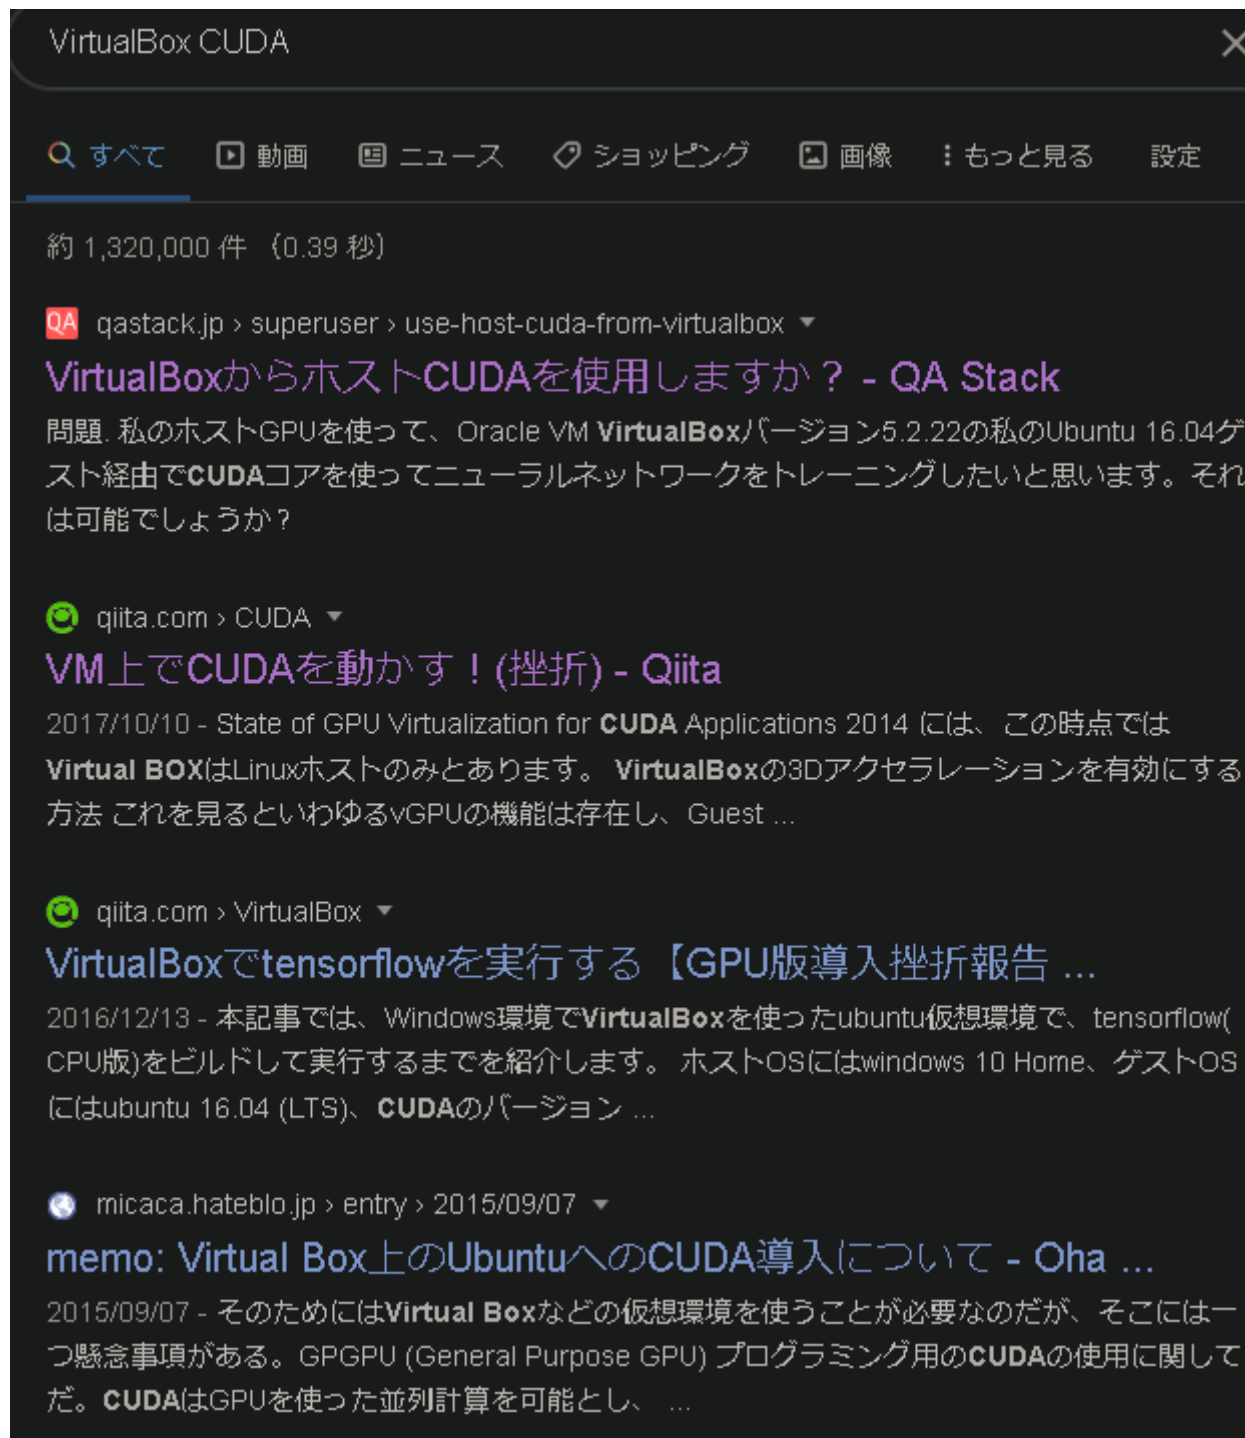 VirtualBox CUDA
すべて 動画 ニュース ショッピング 画像 もっと見る 設定
約 1,320,000 件 (0.39 秒)
QA qastack.jp › superuser › use-host-cuda-from-virtualbox
VirtualBoxからホストCUDAを使用しますか? - QA Stack
問題. 私のホストGPUを使って、Oracle VM VirtualBoxバージョン5.2.22の私のUbuntu 16.04ゲ
スト経由でCUDAコアを使ってニューラルネットワークをトレーニングしたいと思います。それ
は可能でしょうか?
qiita.com › CUDA
VM上でCUDAを動かす!(挫折) - Qiita
2017/10/10 - State of GPU Virtualization for CUDA Applications 2014 には、この時点では
Virtual BOXはLinuxホストのみとあります。 VirtualBoxの3Dアクセラレーションを有効にする
方法 これを見るといわゆるvGPUの機能は存在し、Guest ...
qiita.com › VirtualBox
VirtualBoxでtensorflowを実行する【GPU版導入挫折報告 ...
2016/12/13 - 本記事では、Windows環境でVirtualBoxを使ったubuntu仮想環境で、tensorflow(
CPU版)をビルドして実行するまでを紹介します。 ホストOSにはwindows 10 Home、ゲストOS
にはubuntu 16.04 (LTS)、CUDAのバージョン ...
micaca.hateblo.jp › entry › 2015/09/07
memo: Virtual Box上のUbuntuへのCUDA導入について - Oha ...
2015/09/07 - そのためにはVirtual Boxなどの仮想環境を使うことが必要なのだが、そこには一
つ懸念事項がある。GPGPU (General Purpose GPU) プログラミング用のCUDAの使用に関して
だ。CUDAはGPUを使った並列計算を可能とし、 ...